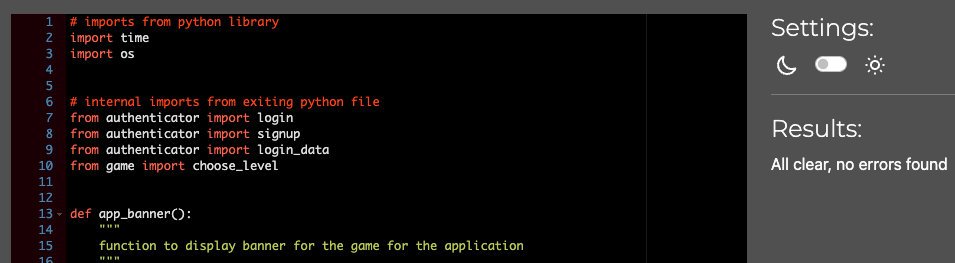 1 # imports from python library
2 import time
3 import os
4
5
6 # internal imports from exiting python file
7 from authenticator import login
8 from authenticator import signup
9 from authenticator import login_data
10 from game import choose_level
11
12
13 def app_banner():
14 """
15 function to display banner for the game for the application
16 """
Settings:
Results:
All clear, no errors found